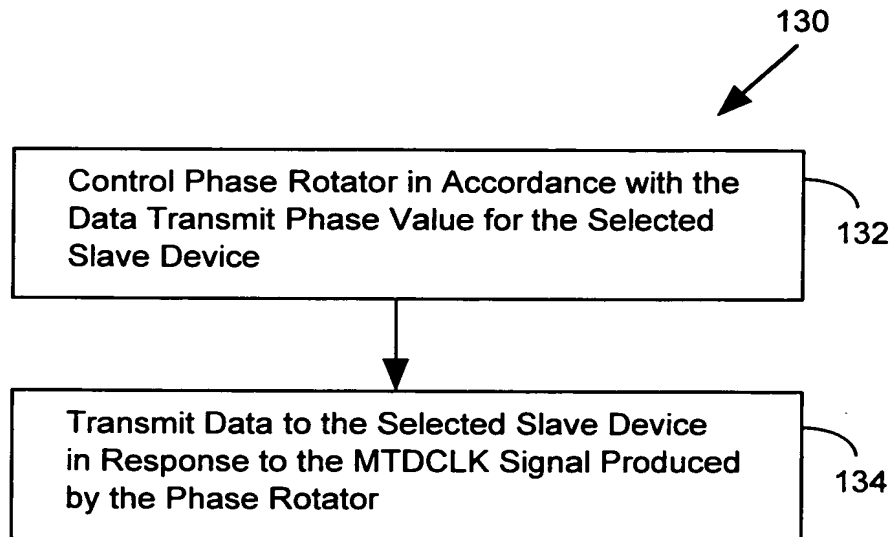 130
Control Phase Rotator in Accordance with the
Data Transmit Phase Value for the Selected
Slave Device
132
Transmit Data to the Selected Slave Device
in Response to the MTDCLK Signal Produced
by the Phase Rotator
134